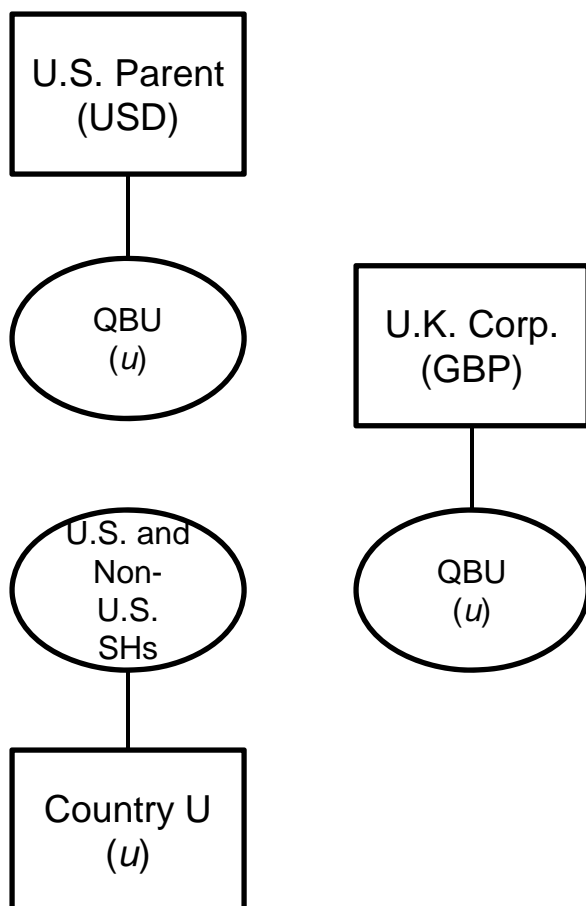 U.S. Parent
(USD)
QBU
(u)
U.K. Corp.
(GBP)
U.S. and
Non-
U.S.
SHs
QBU
(u)
Country U
(u)